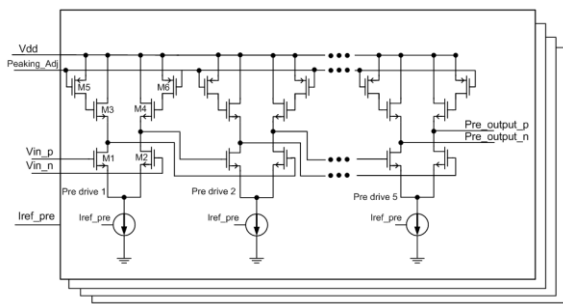 Vdd
Peaking_Adj
M5
M3
M4
M6
Pre_output_p
Pre_output_n
Vin_p
M1
M2
Vin_n
Pre drive 1
Pre drive 2
Pre drive 5
Iref_pre
Iref_pre
Iref_pre
Iref_pre